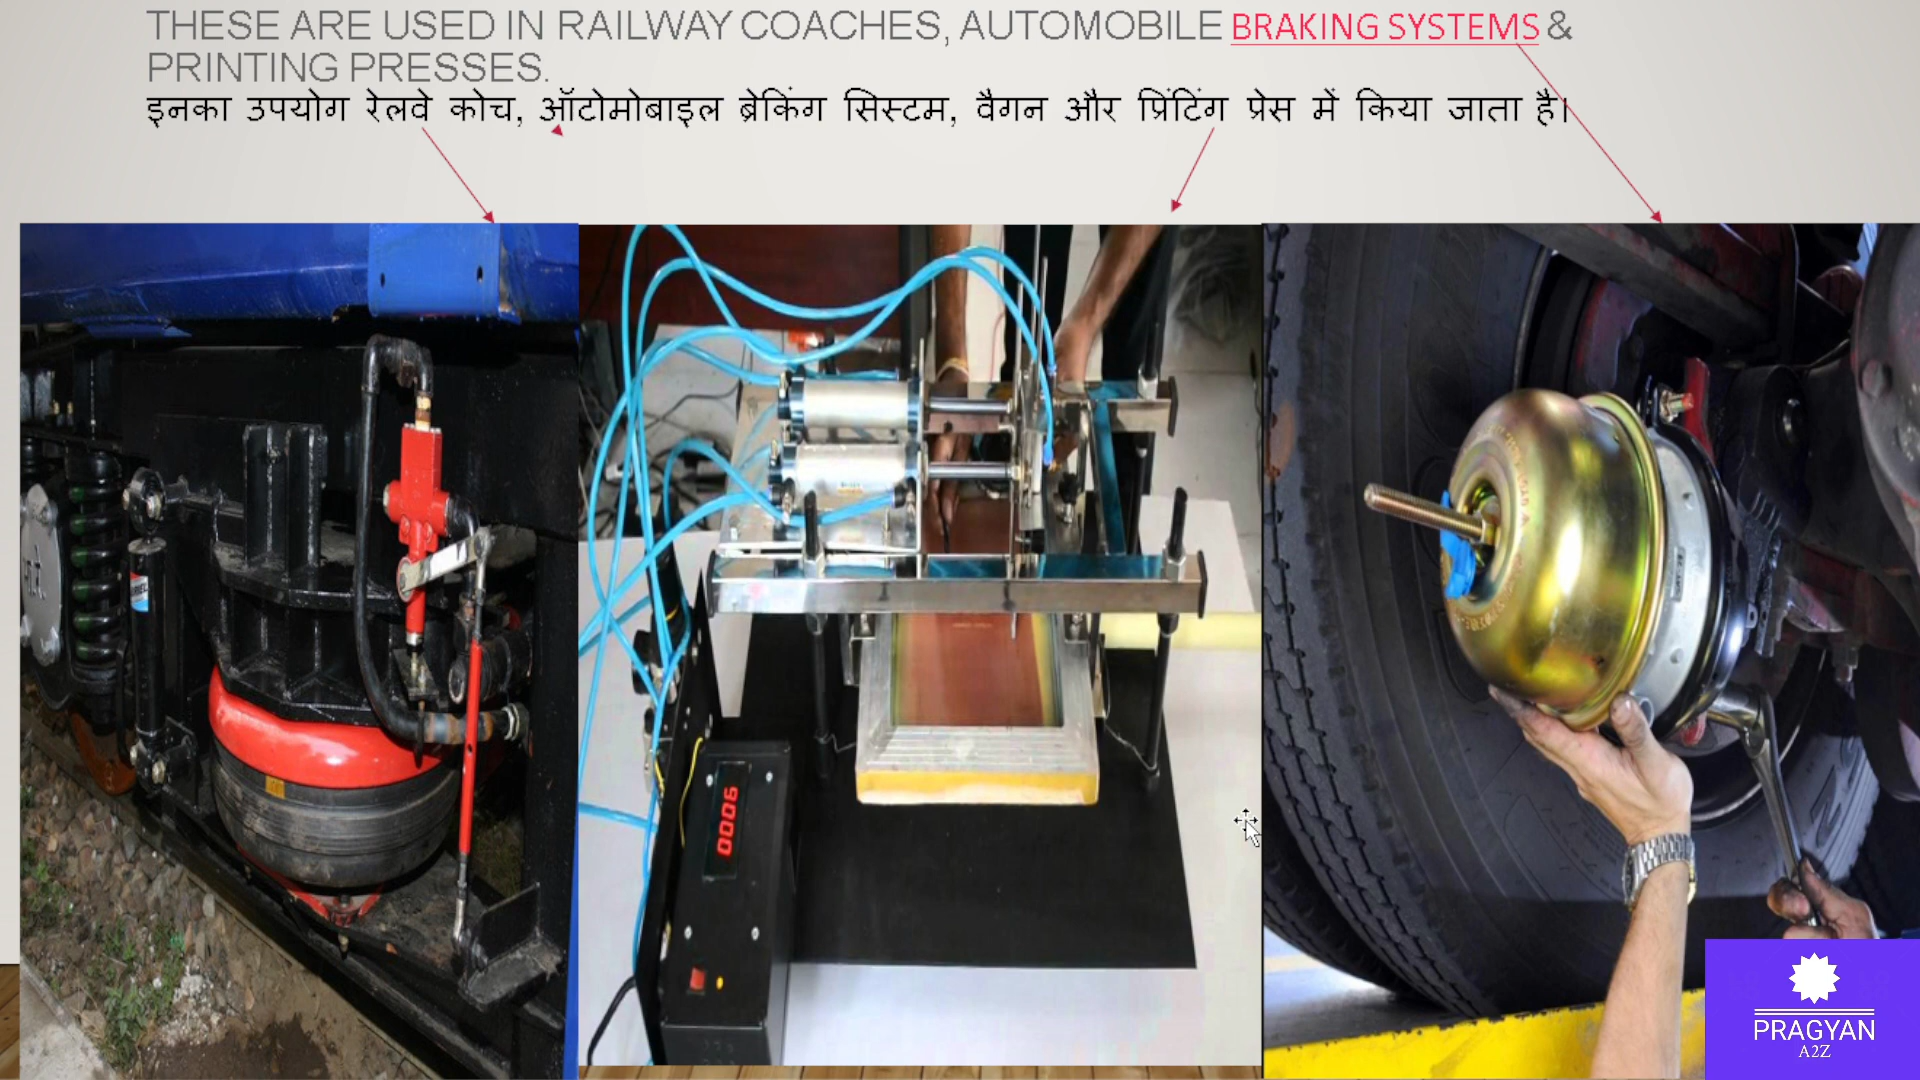 THESE ARE USED IN RAILWAY COACHES, AUTOMOBILE BRAKING SYSTEMS &
PRINTING PRESSES.
इनका उपयोग रेलवे कोच, ऑटोमोबाइल ब्रेकिंग सिस्टम, वैगन और प्रिंटिंग प्रेस में किया जाता है।
0006
PRAGYAN
A2Z